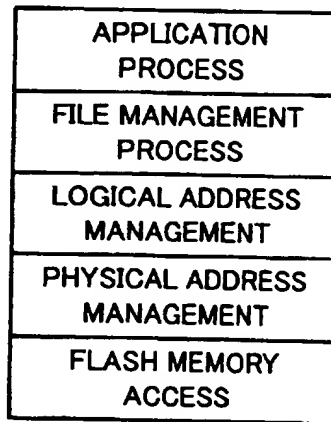 APPLICATION
PROCESS
FILE MANAGEMENT
PROCESS
LOGICAL ADDRESS
MANAGEMENT
PHYSICAL ADDRESS
MANAGEMENT
FLASH MEMORY
ACCESS